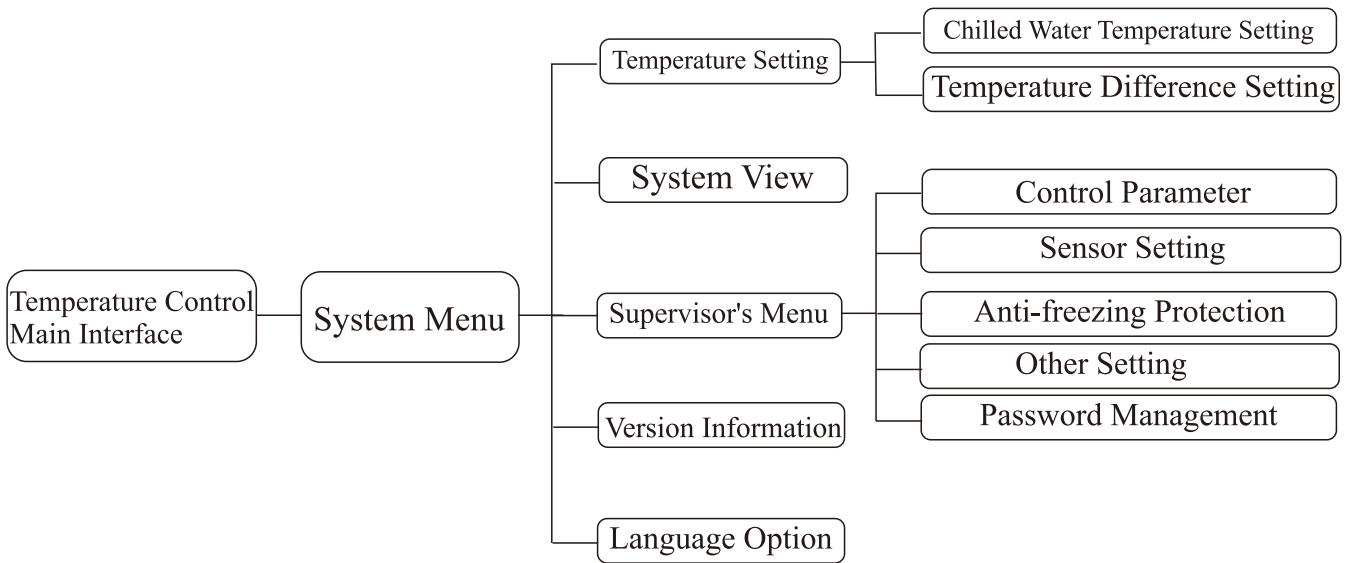 Temperature Control
Main Interface
System Menu
Temperature Setting
Chilled Water Temperature Setting
Temperature Difference Setting
System View
Supervisor's Menu
Control Parameter
Sensor Setting
Anti-freezing Protection
Other Setting
Password Management
Version Information
Language Option